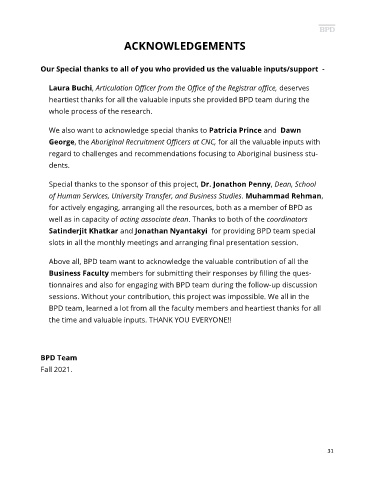 BPD
ACKNOWLEDGEMENTS
Our Special thanks to all of you who provided us the valuable inputs/support -
Laura Buchi, Articulation Officer from the Office of the Registrar office, deserves
heartiest thanks for all the valuable inputs she provided BPD team during the
whole process of the research.
We also want to acknowledge special thanks to Patricia Prince and Dawn
George, the Aboriginal Recruitment Officers at CNC, for all the valuable inputs with
regard to challenges and recommendations focusing to Aboriginal business stu-
dents.
Special thanks to the sponsor of this project, Dr. Jonathon Penny, Dean, School
of Human Services, University Transfer, and Business Studies. Muhammad Rehman,
for actively engaging, arranging all the resources, both as a member of BPD as
well as in capacity of acting associate dean. Thanks to both of the coordinators
Satinderjit Khatkar and Jonathan Nyantakyi for providing BPD team special
slots in all the monthly meetings and arranging final presentation session.
Above all, BPD team want to acknowledge the valuable contribution of all the
Business Faculty members for submitting their responses by filling the ques-
tionnaires and also for engaging with BPD team during the follow-up discussion
sessions. Without your contribution, this project was impossible. We all in the
BPD team, learned a lot from all the faculty members and heartiest thanks for all
the time and valuable inputs. THANK YOU EVERYONE!!
BPD Team
Fall 2021.
31